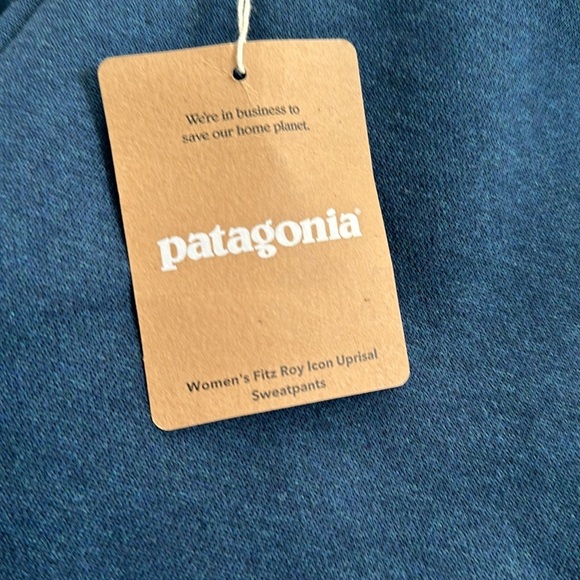 We're in business to
save our home planet.
patagonia®
Women's Fitz Roy Icon Uprisal
Sweatpants